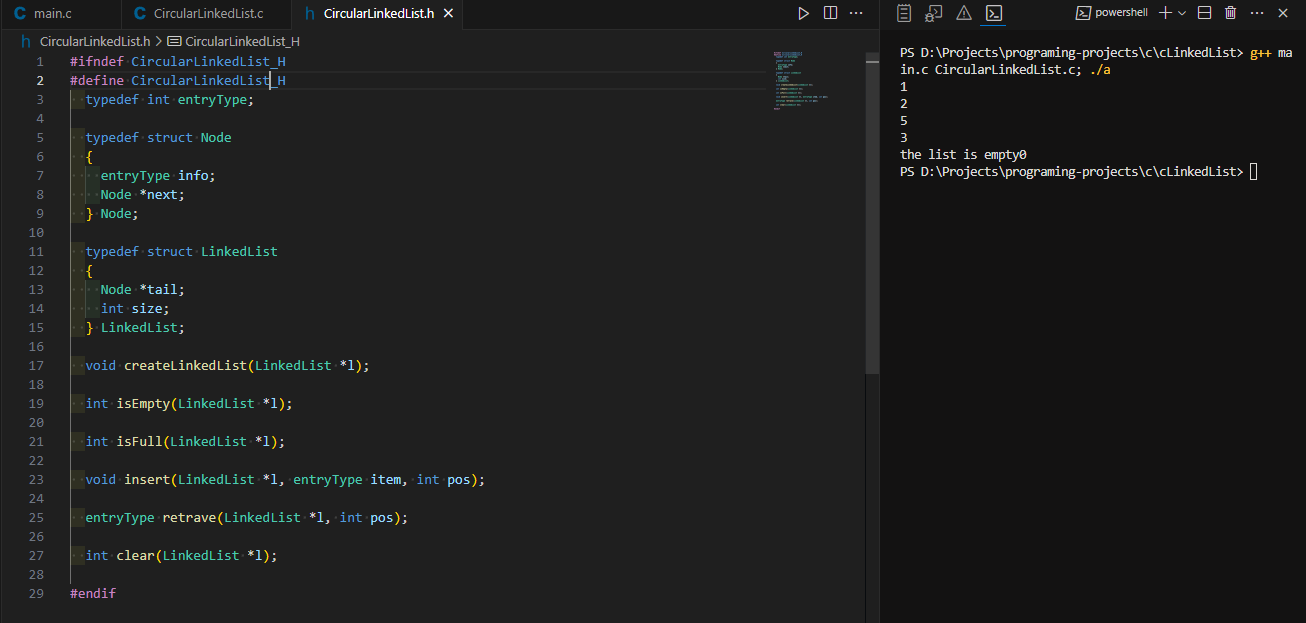 main.c CircularLinkedList.c CircularLinkedList.h
CircularLinkedList.h > CircularLinkedList_H
1 #ifndef CircularLinkedList_H
2 #define CircularLinkedList_H
3 typedef int entryType;
4
5 typedef struct Node
6 {
7 entryType info;
8 Node *next;
9 } Node;
10
11 typedef struct LinkedList
12 {
13 Node *tail;
14 int size;
15 } LinkedList;
16
17 void createLinkedList(LinkedList *l);
18
19 int isEmpty(LinkedList *l);
20
21 int isFull(LinkedList *l);
22
23 void insert(LinkedList *l, entryType item, int pos);
24
25 entryType retrave(LinkedList *l, int pos);
26
27 int clear(LinkedList *l);
28
29 #endif
powershell
PS D:\Projects\programing-projects\c\cLinkedList> g++ ma
in.c CircularLinkedList.c; ./a
1
2
5
3
the list is empty0
PS D:\Projects\programing-projects\c\cLinkedList>